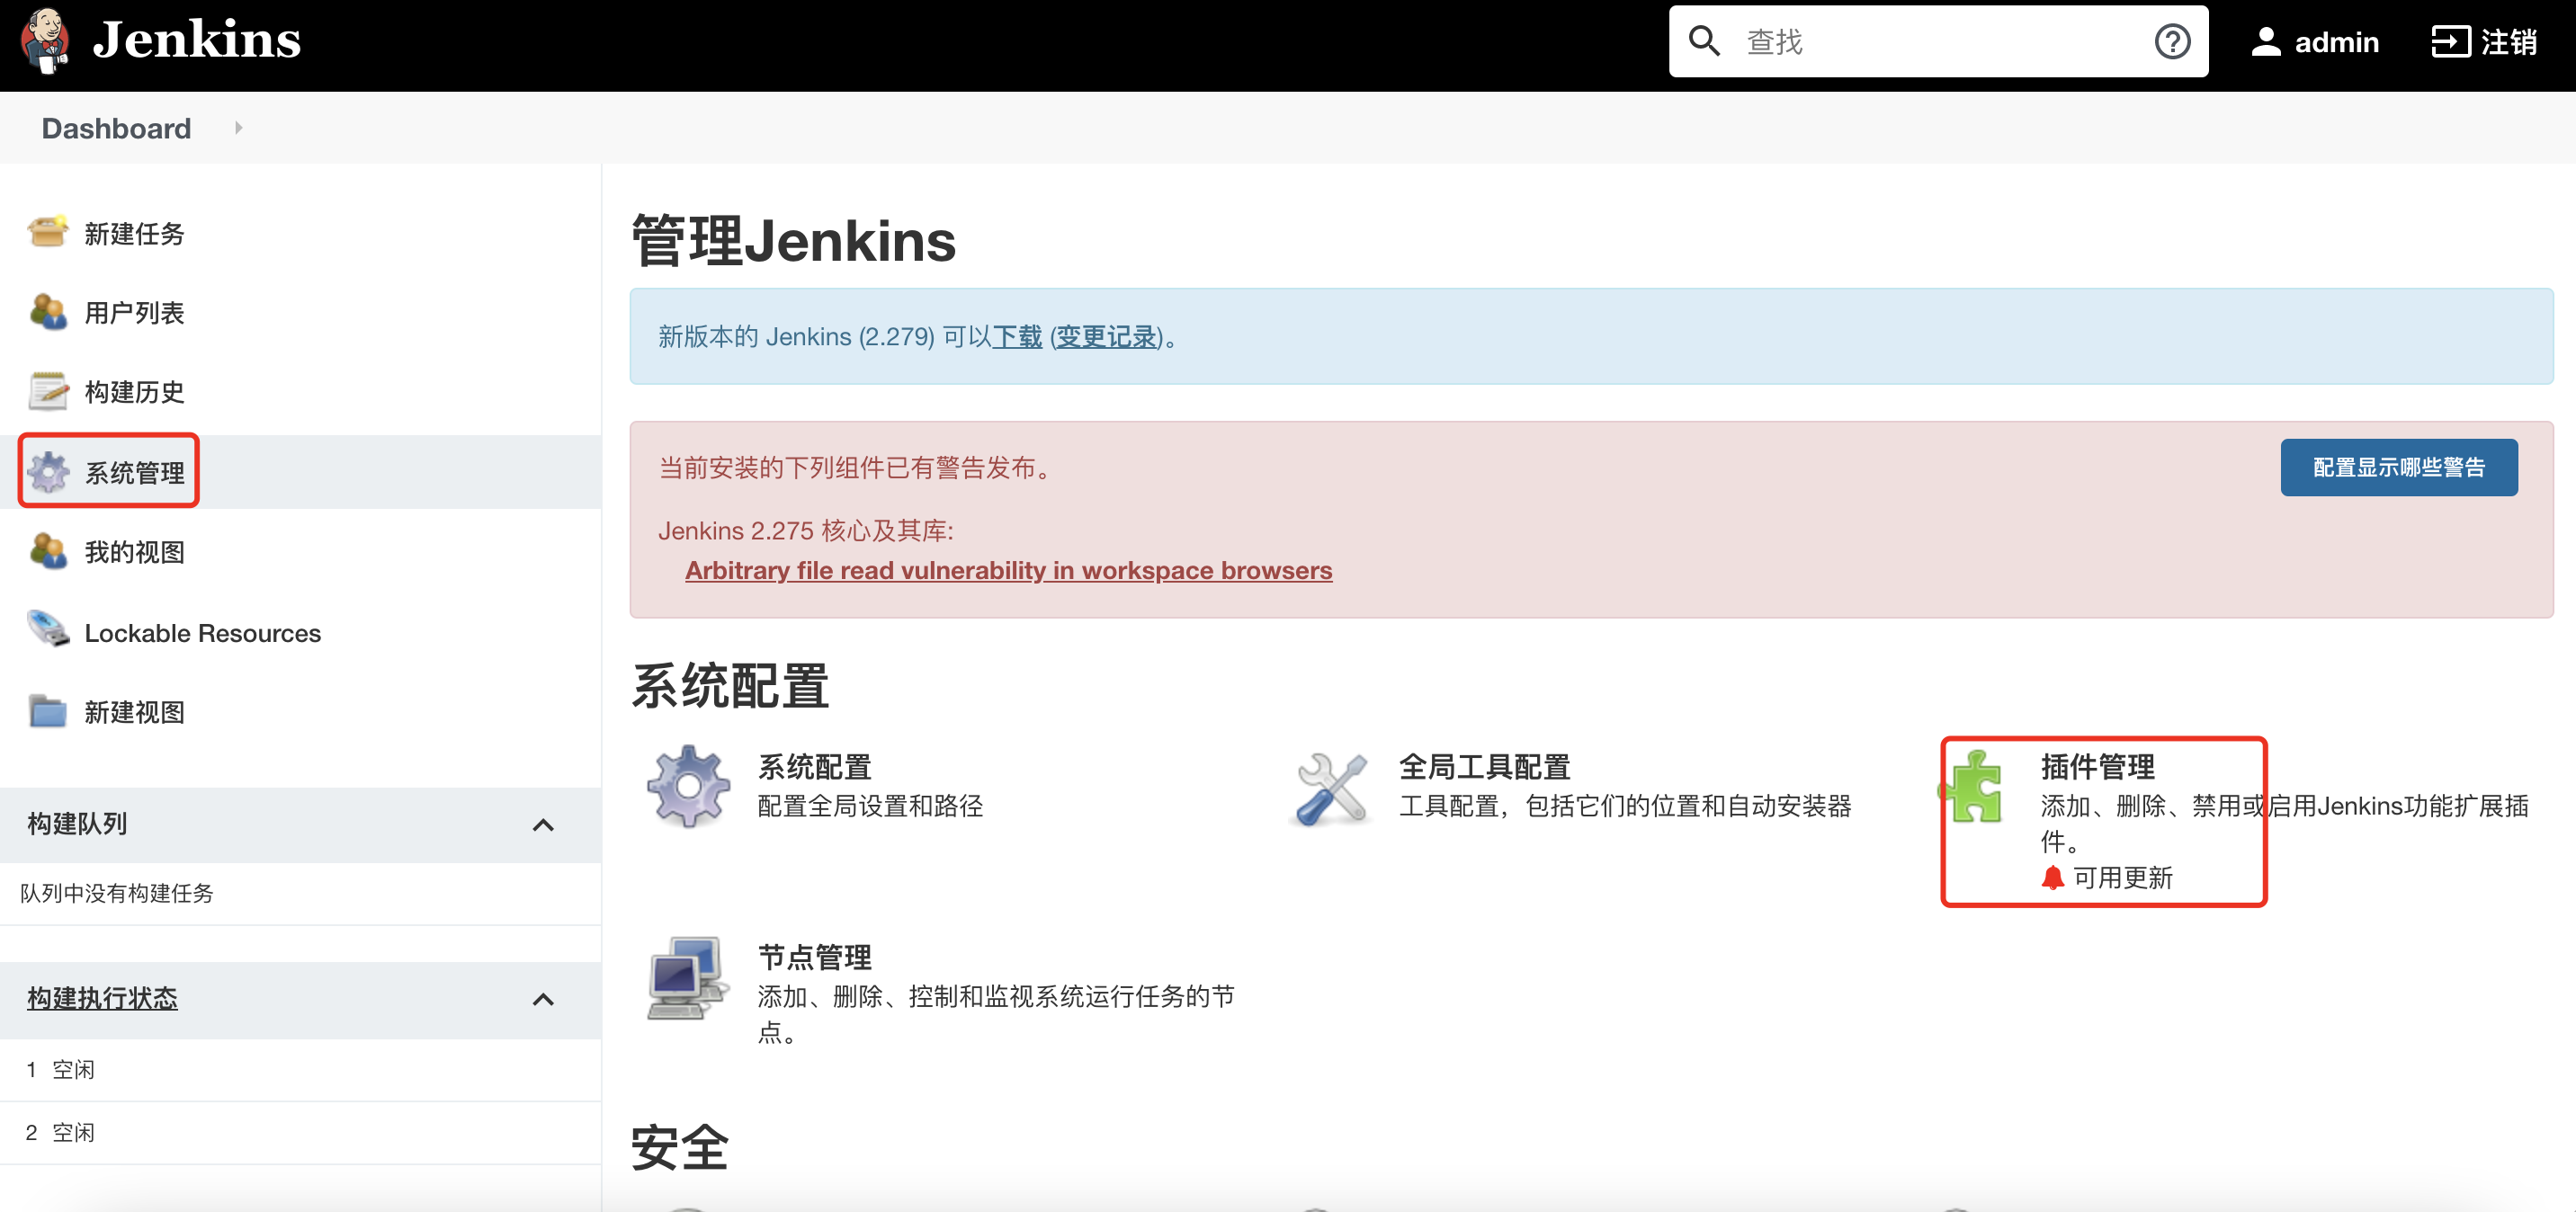 Jenkins
查找
admin
注销
Dashboard
新建任务
用户列表
构建历史
系统管理
我的视图
Lockable Resources
新建视图
构建队列
队列中没有构建任务
构建执行状态
1 空闲
2 空闲
管理Jenkins
新版本的 Jenkins (2.279) 可以下载 (变更记录)。
当前安装的下列组件已有警告发布。
配置显示哪些警告
Jenkins 2.275 核心及其库:
Arbitrary file read vulnerability in workspace browsers
系统配置
系统配置
配置全局设置和路径
全局工具配置
工具配置，包括它们的位置和自动安装器
插件管理
添加、删除、禁用或启用Jenkins功能扩展插
件。
可用更新
节点管理
添加、删除、控制和监视系统运行任务的节
点。
安全